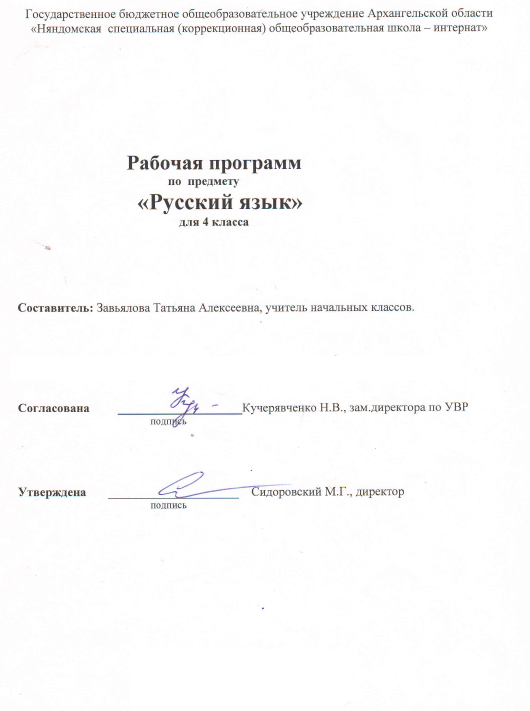 Государственное бюджетное общеобразовательное учреждение Архангельской области
«Няндомская специальная (коррекционная) общеобразовательная школа – интернат»
Рабочая программ
по предмету
«Русский язык»
для 4 класса
Составитель: Завьялова Татьяна Алексеевна, учитель начальных классов.
Согласована Кучерявченко Н.В., зам.директора по УВР
подпись
Утверждена Сидоровский М.Г., директор
подпись